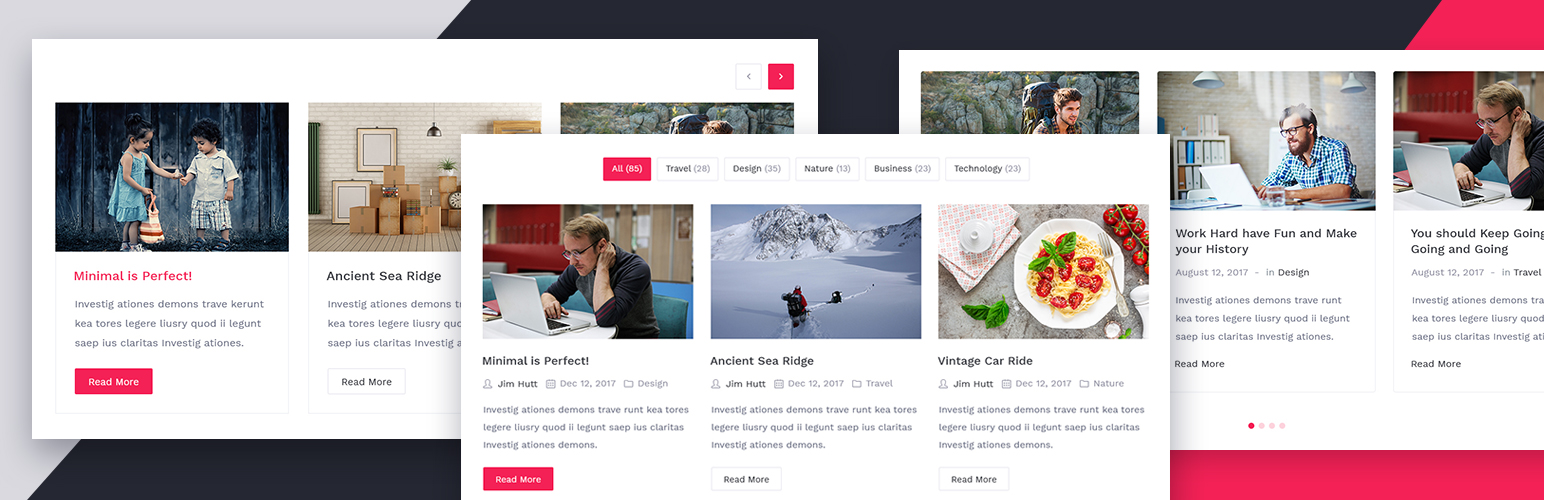 Minimal is Perfect!
Investig ationes demons trave kerunt
kea tores legere liusry quod ii legunt
saep ius claritas Investig ationes.
Read More
Ancient Sea Ridge
Investig ationes demons
kea tores legere liusry
saep ius claritas Investig
Read More
All (85)
Travel (28)
Design (35)
Nature (13)
Business (23)
Technology (23)
Minimal is Perfect!
Jim Hutt Dec 12, 2017 Design
Investig ationes demons trave runt kea tores
legere liusry quod ii legunt saep ius claritas
Investig ationes demons.
Read More
Ancient Sea Ridge
Jim Hutt Dec 12, 2017 Travel
Investig ationes demons trave runt kea tores
legere liusry quod ii legunt saep ius claritas
Investig ationes demons.
Read More
Vintage Car Ride
Jim Hutt Dec 12, 2017 Nature
Investig ationes demons trave runt kea tores
legere liusry quod ii legunt saep ius claritas
Investig ationes demons.
Read More
Work Hard have Fun and Make
your History
August 12, 2017 - in Design
Investig ationes demons trave runt
kea tores legere liusry quod ii legunt
saep ius claritas Investig ationes.
Read More
You should Keep Going
Going and Going
August 12, 2017 - in Travel
Investig ationes demons
kea tores legere liusry quod
saep ius claritas Investig
Read More